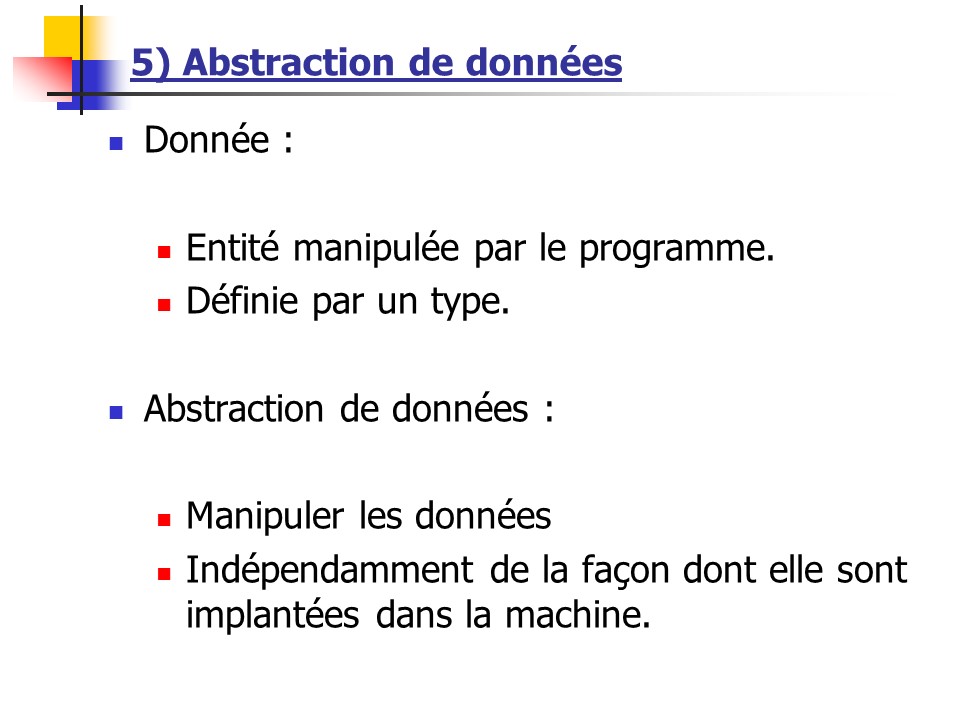 5) Abstraction de données
Donnée :
Entité manipulée par le programme.
Définie par un type.
Abstraction de données :
Manipuler les données
Indépendamment de la façon dont elle sont
implantées dans la machine.